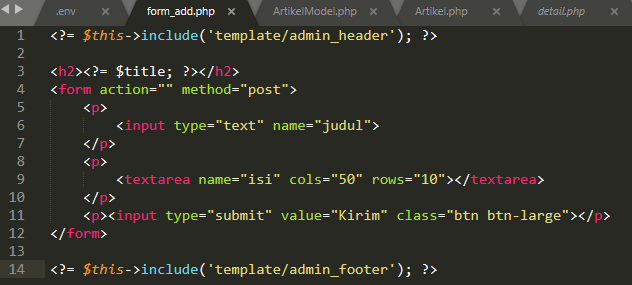 .env form_add.php ArtikelModel.php Artikel.php detail.php
1 <?= $this->include('template/admin_header'); ?>
2
3 <h2><?= $title; ?></h2>
4 <form action="" method="post">
5 <p>
6 <input type="text" name="judul">
7 </p>
8 <p>
9 <textarea name="isi" cols="50" rows="10"></textarea>
10 </p>
11 <p><input type="submit" value="Kirim" class="btn btn-large"></p>
12 </form>
13
14 <?= $this->include('template/admin_footer'); ?>